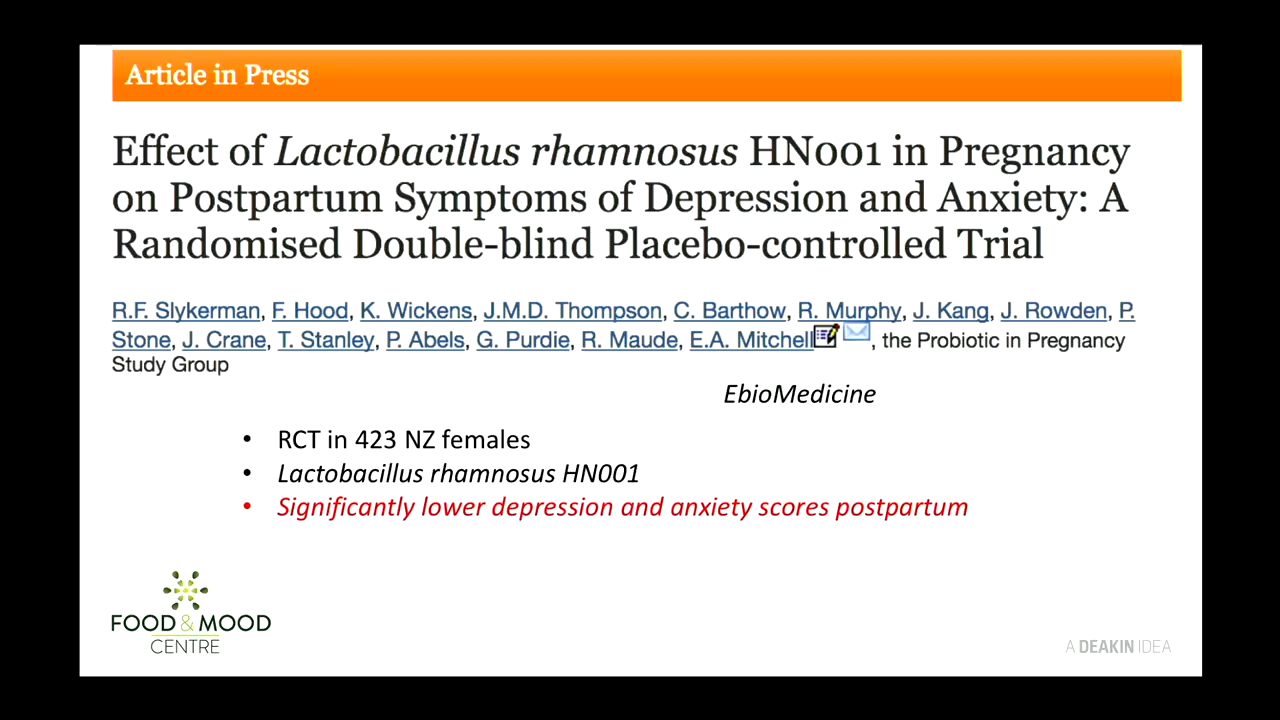 Article in Press
Effect of Lactobacillus rhamnosus HN001 in Pregnancy
on Postpartum Symptoms of Depression and Anxiety: A
Randomised Double-blind Placebo-controlled Trial
R.F. Slykerman, F. Hood, K. Wickens, J.M.D. Thompson, C. Barthow, R. Murphy, J. Kang, J. Rowden, P.
Stone, J. Crane, T. Stanley, P. Abels, G. Purdie, R. Maude, E.A. Mitchell, the Probiotic in Pregnancy
Study Group
EbioMedicine
• RCT in 423 NZ females
• Lactobacillus rhamnosus HN001
• Significantly lower depression and anxiety scores postpartum
FOOD & MOOD
CENTRE
A DEAKIN IDEA